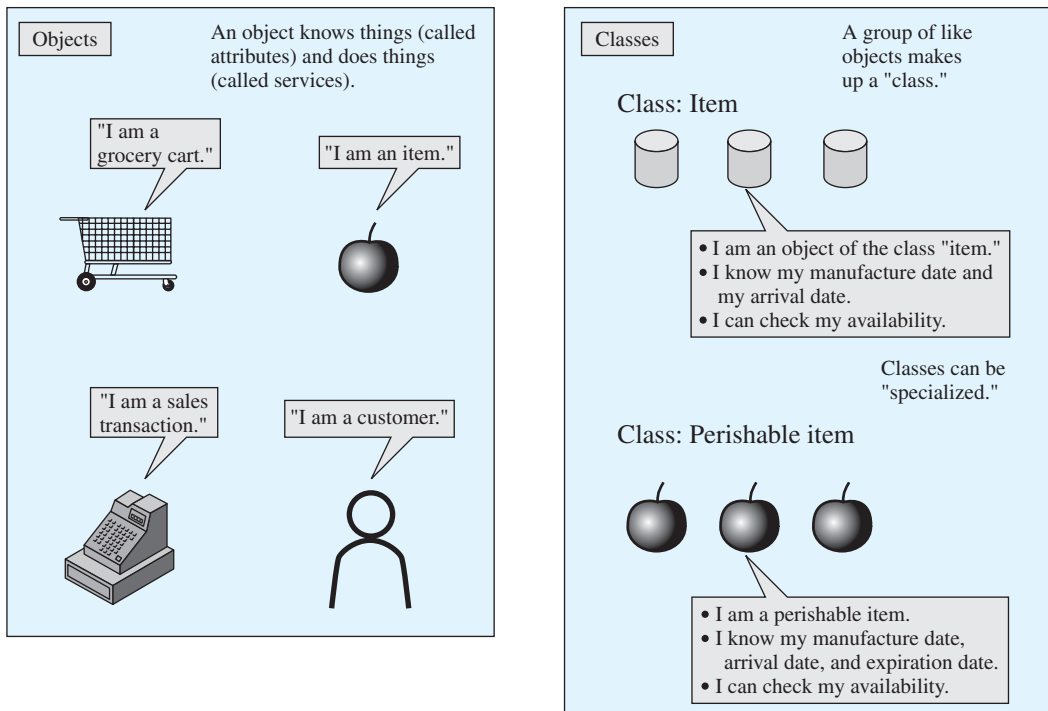 Objects
An object knows things (called
attributes) and does things
(called services).
"I am a
grocery cart."
"I am an item."
"I am a sales
transaction."
"I am a customer."
Classes
A group of like
objects makes
up a "class."
Class: Item
• I am an object of the class "item."
• I know my manufacture date and
my arrival date.
• I can check my availability.
Classes can be
"specialized."
Class: Perishable item
• I am a perishable item.
• I know my manufacture date,
arrival date, and expiration date.
• I can check my availability.